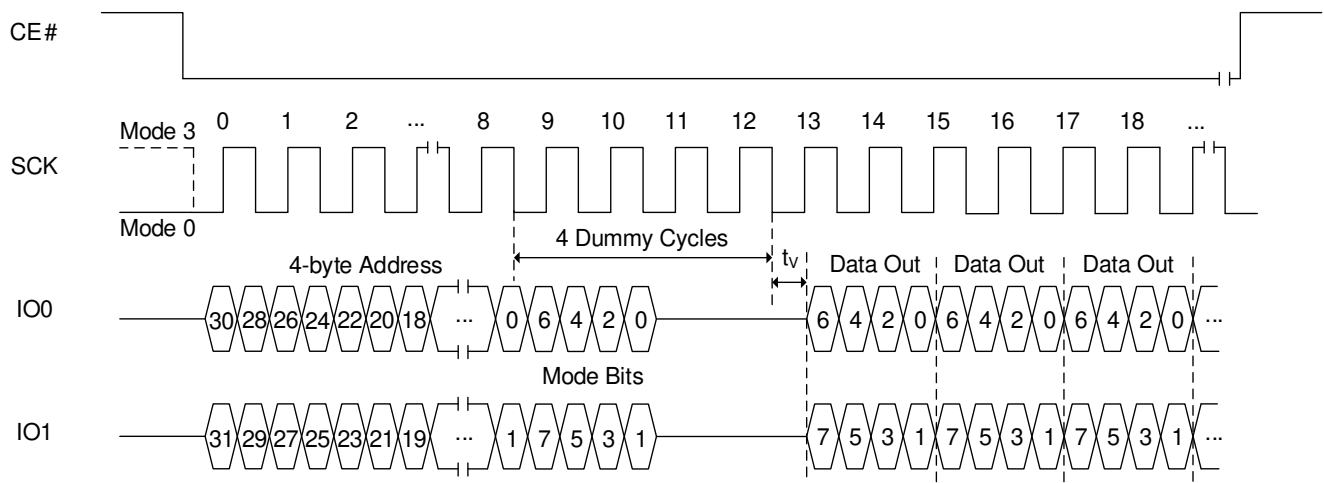 CE#
0 1 2 ... 8 9 10 11 12 13 14 15 16 17 18 ...
Mode 3
SCK
Mode 0
4 Dummy Cycles
4-byte Address
tV
Data Out Data Out Data Out
IO0
30 28 26 24 22 20 18 ... 0 6 4 2 0 6 4 2 0 6 4 2 0 6 4 2 0 ...
Mode Bits
IO1
31 29 27 25 23 21 19 ... 1 7 5 3 1 7 5 3 1 7 5 3 1 7 5 3 1 ...